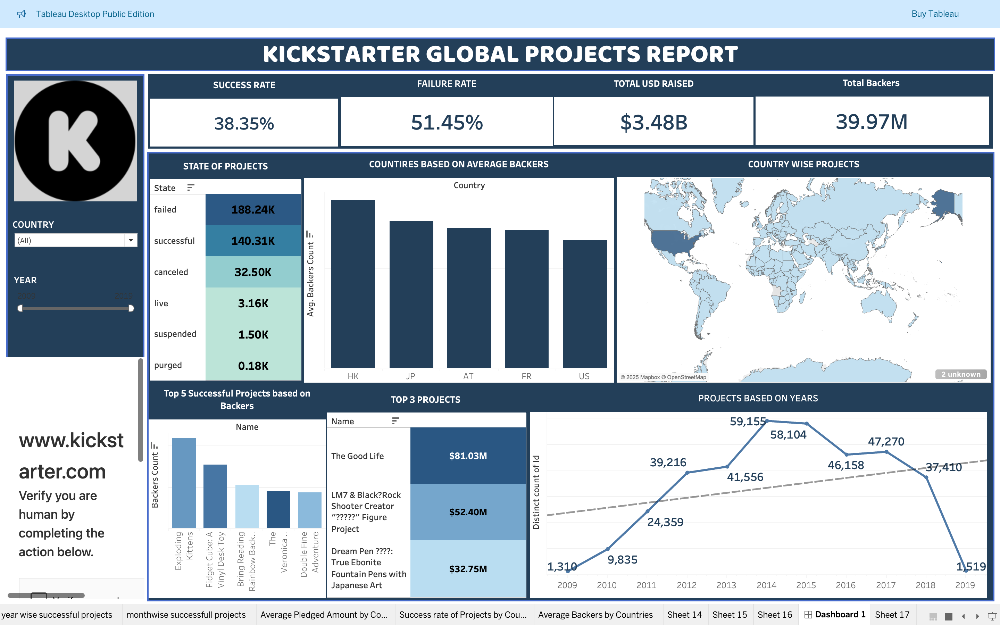 Tableau Desktop Public Edition
Buy Tableau
KICKSTARTER GLOBAL PROJECTS REPORT
K
COUNTRY
(All)
YEAR
2009 2019
www.kickst
arter.com
Verify you are
human by
completing the
action below.
SUCCESS RATE
38.35%
FAILURE RATE
51.45%
TOTAL USD RAISED
$3.48B
Total Backers
39.97M
STATE OF PROJECTS
State
failed 188.24K
successful 140.31K
canceled 32.50K
live 3.16K
suspended 1.50K
purged 0.18K
COUNTIRES BASED ON AVERAGE BACKERS
Country
Avg. Backers Count
HK JP AT FR US
COUNTRY WISE PROJECTS
© 2025 Mapbox © OpenStreetMap
2 unknown
Top 5 Successful Projects based on
Backers
Name
Backers Count
Exploding
Kittens
Fidget Cube: A
Vinyl Desk Toy
Bring Reading
Rainbow Back..
The
Veronica ..
Double Fine
Adventure
TOP 3 PROJECTS
Name
The Good Life $81.03M
LM7 & Black?Rock
Shooter Creator
"?????" Figure
Project
$52.40M
Dream Pen ????:
True Ebonite
Fountain Pens with
Japanese Art
$32.75M
PROJECTS BASED ON YEARS
Distinct count of Id
1,310
9,835
24,359
39,216
41,556
59,155
58,104
46,158
47,270
37,410
1,519
2009 2010 2011 2012 2013 2014 2015 2016 2017 2018 2019
year wise successful projects
monthwise successfull projects
Average Pledged Amount by Co...
Success rate of Projects by Cou...
Average Backers by Countries
Sheet 14
Sheet 15
Sheet 16
Dashboard 1
Sheet 17